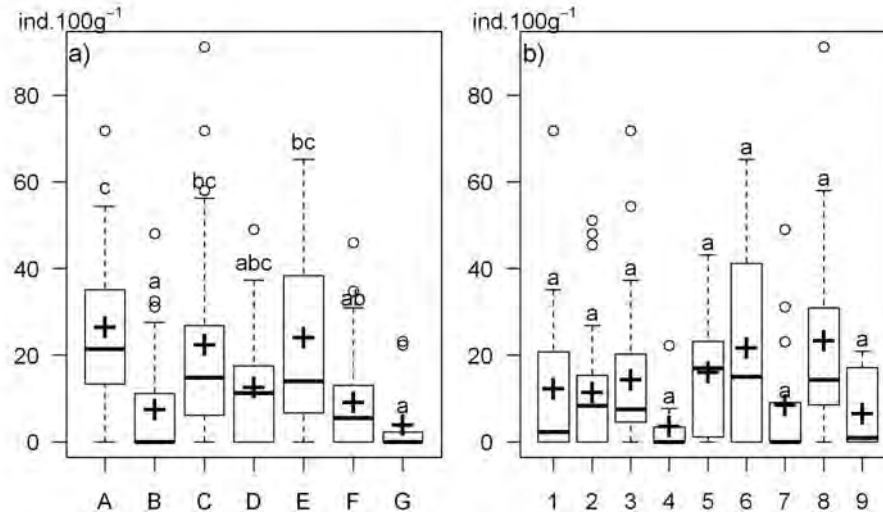 ind.100g⁻¹ ind.100g⁻¹
a) b)
80 80
60 60
40 40
20 20
0 0
c a bc abc bc ab a
a a a a a a a a a
A B C D E F G
1 2 3 4 5 6 7 8 9